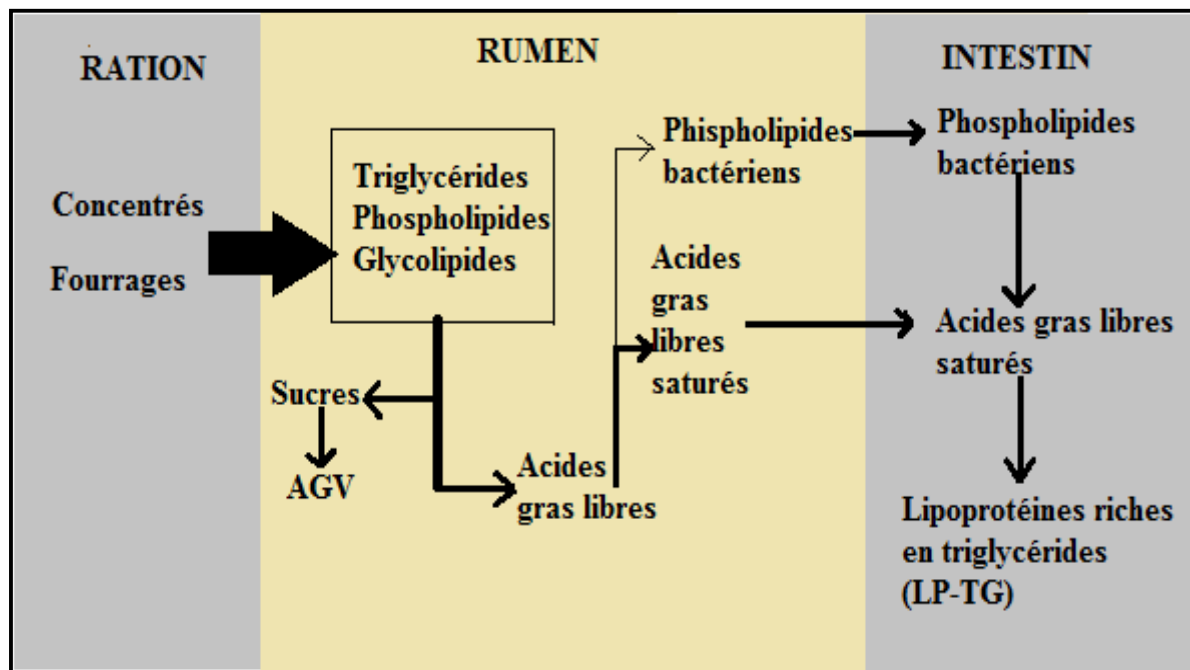 RATION
Concentrés
Fourrages
RUMEN
Triglycérides
Phospholipides
Glycolipides
Sucres
AGV
Acides
gras libres
Phispholipides
bactériens
Acides
gras
libres
saturés
INTESTIN
Phospholipides
bactériens
Acides gras libres
saturés
Lipoprotéines riches
en triglycérides
(LP-TG)